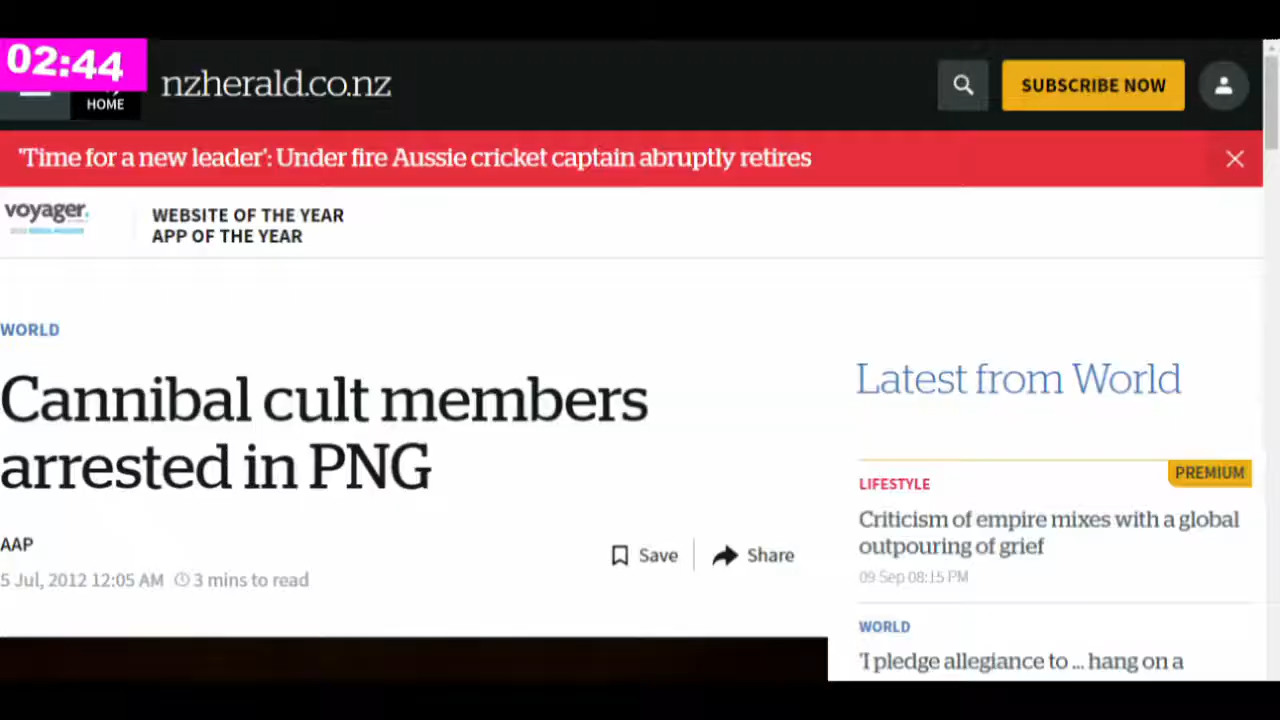 02:44
HOME
nzherald.co.nz
SUBSCRIBE NOW
'Time for a new leader': Under fire Aussie cricket captain abruptly retires
voyager.
WEBSITE OF THE YEAR
APP OF THE YEAR
WORLD
Cannibal cult members
arrested in PNG
AAP
5 Jul, 2012 12:05 AM 3 mins to read
Save
Share
Latest from World
PREMIUM
LIFESTYLE
Criticism of empire mixes with a global
outpouring of grief
09 Sep 08:15 PM
WORLD
'I pledge allegiance to ... hang on a